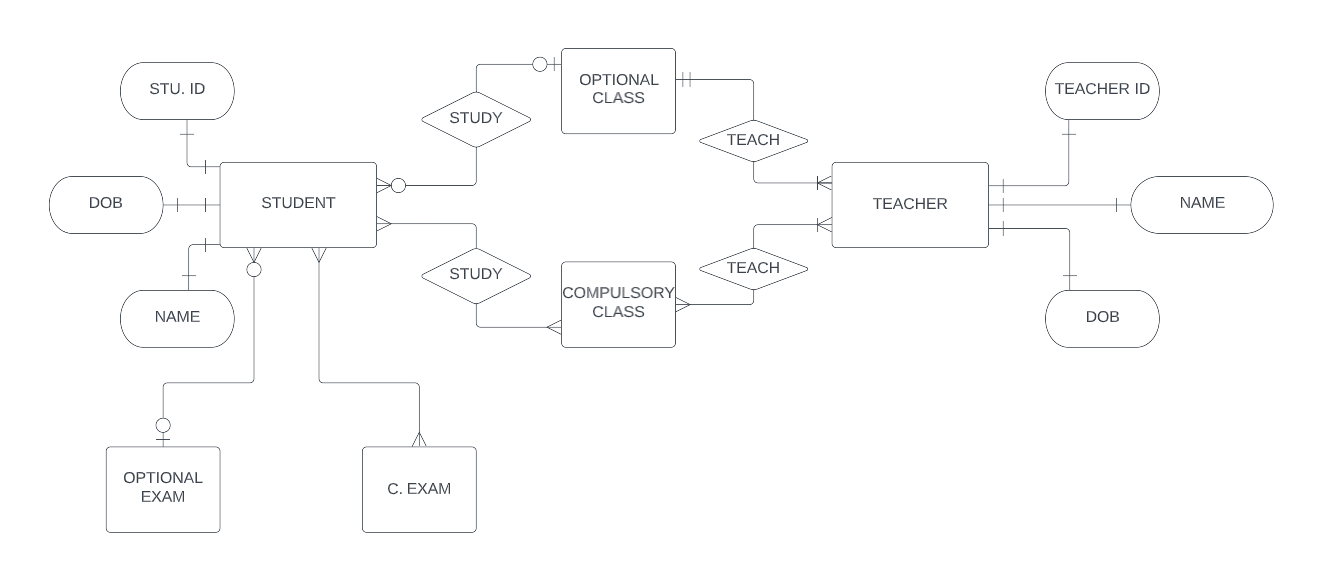 OPTIONAL
CLASS
STU. ID
TEACHER ID
STUDY
TEACH
DOB
STUDENT
TEACHER
NAME
STUDY
TEACH
COMPULSORY
CLASS
NAME
DOB
OPTIONAL
EXAM
C. EXAM